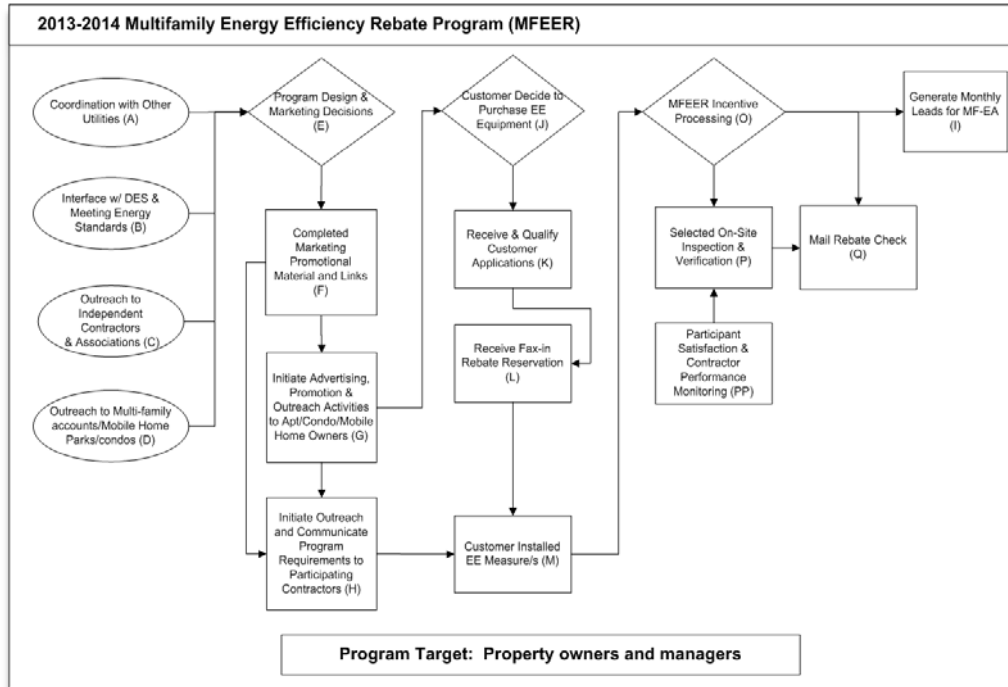 2013-2014 Multifamily Energy Efficiency Rebate Program (MFEER)
Coordination with Other
Utilities (A)
Interface w/ DES &
Meeting Energy
Standards (B)
Outreach to
Independent
Contractors
& Associations (C)
Outreach to Multi-family
accounts/Mobile Home
Parks/condos (D)
Program Design &
Marketing Decisions
(E)
Completed
Marketing
Promotional
Material and Links
(F)
Initiate Advertising,
Promotion &
Outreach Activities
to Apt/Condo/Mobile
Home Owners (G)
Initiate Outreach
and Communicate
Program
Requirements to
Participating
Contractors (H)
Customer Decide to
Purchase EE
Equipment (J)
Receive & Qualify
Customer
Applications (K)
Receive Fax-in
Rebate Reservation
(L)
Customer Installed
EE Measure/s (M)
MFEER Incentive
Processing (O)
Selected On-Site
Inspection &
Verification (P)
Participant
Satisfaction &
Contractor
Performance
Monitoring (PP)
Generate Monthly
Leads for MF-EA
(I)
Mail Rebate Check
(Q)
Program Target: Property owners and managers